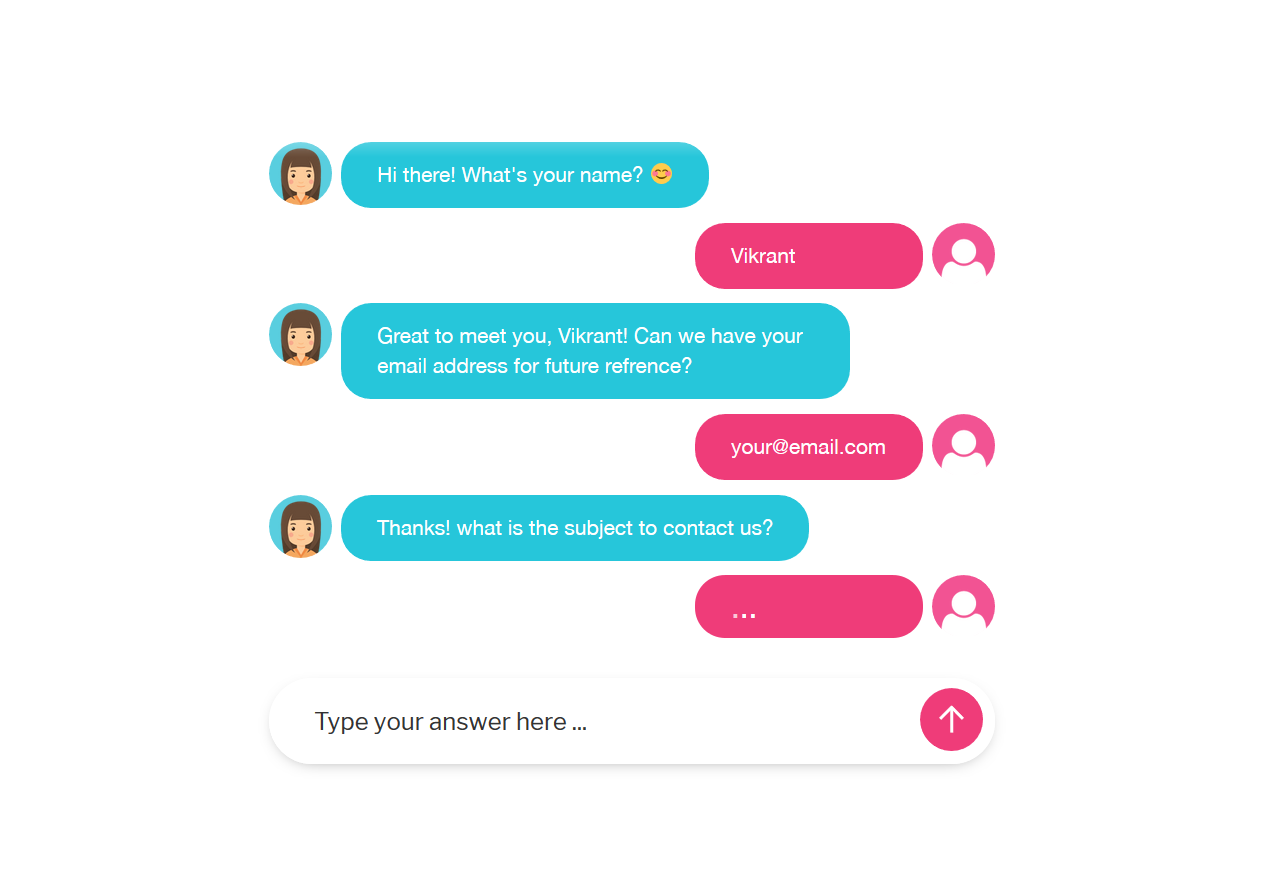 Hi there! What's your name? 😊
Vikrant
Great to meet you, Vikrant! Can we have your
email address for future refrence?
your@email.com
Thanks! what is the subject to contact us?
...
Type your answer here ...